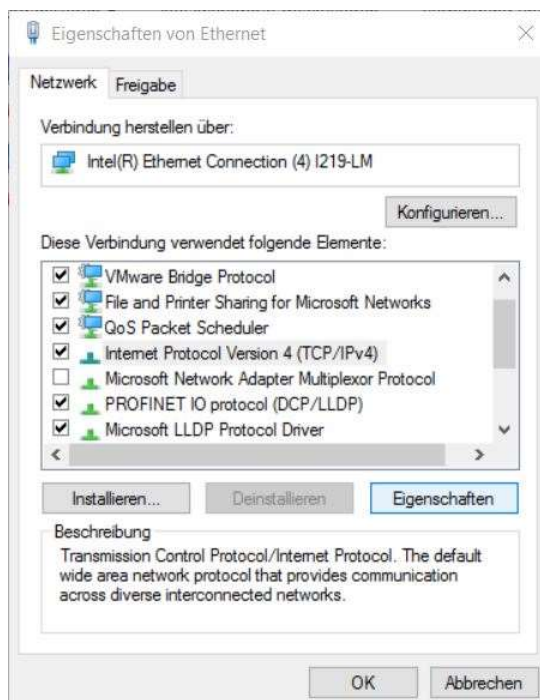 Eigenschaften von Ethernet
Netzwerk Freigabe
Verbindung herstellen über:
Intel(R) Ethernet Connection (4) I219-LM
Konfigurieren...
Diese Verbindung verwendet folgende Elemente:
VMware Bridge Protocol
File and Printer Sharing for Microsoft Networks
QoS Packet Scheduler
Internet Protocol Version 4 (TCP/IPv4)
Microsoft Network Adapter Multiplexor Protocol
PROFINET IO protocol (DCP/LLDP)
Microsoft LLDP Protocol Driver
Installieren... Deinstallieren Eigenschaften
Beschreibung
Transmission Control Protocol/Internet Protocol. The default
wide area network protocol that provides communication
across diverse interconnected networks.
OK Abbrechen